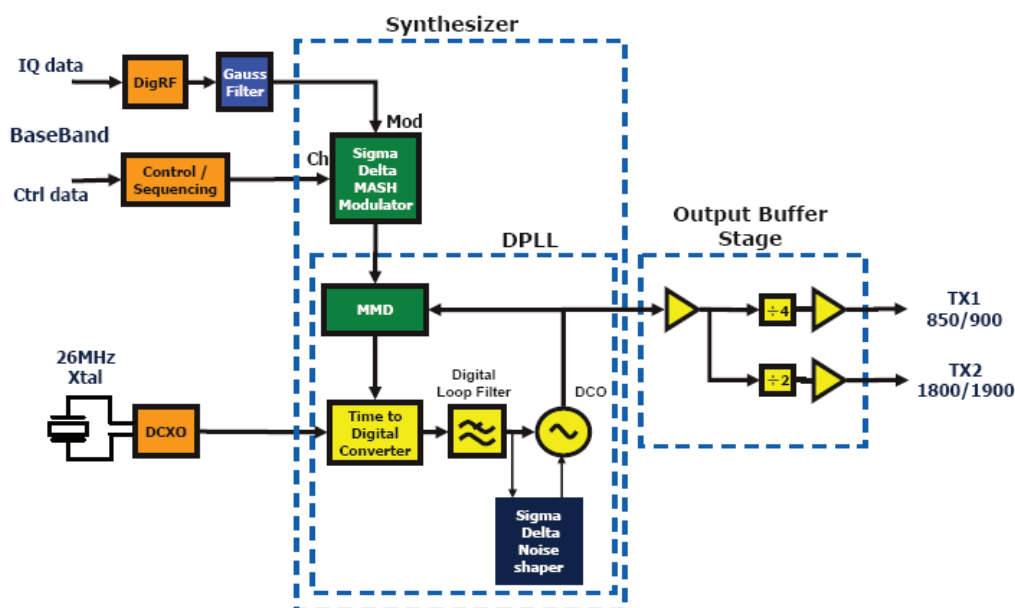 Synthesizer
IQ data
DigRF
Gauss
Filter
Mod
BaseBand
Ch
Ctrl data
Control /
Sequencing
Sigma
Delta
MASH
Modulator
Output Buffer
Stage
DPLL
MMD
÷4
TX1
850/900
÷2
TX2
1800/1900
26MHz
Xtal
DCXO
Time to
Digital
Converter
Digital
Loop Filter
DCO
Sigma
Delta
Noise
shaper